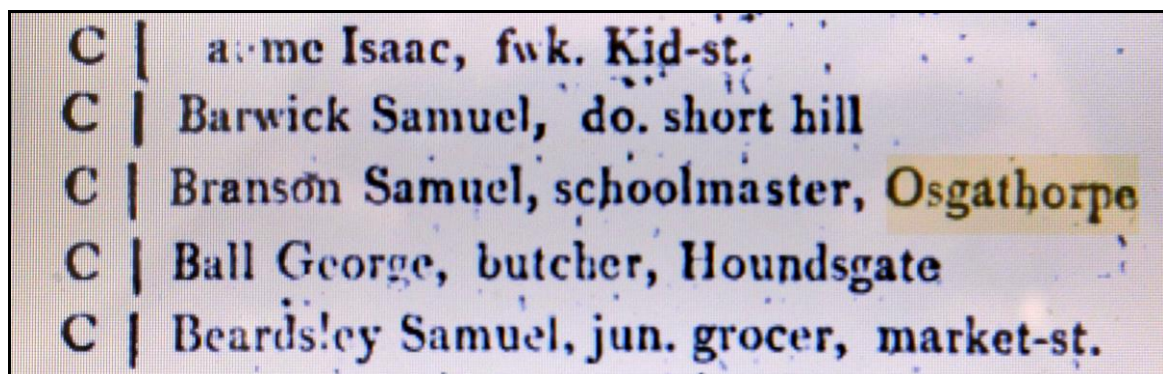 C | Isaac, fwk. Kid-st.
C | Barwick Samuel, do. short hill
C | Branson Samuel, schoolmaster, Osgathorpe
C | Ball George, butcher, Houndsgate
C | Beardsley Samuel, jun. grocer, market-st.